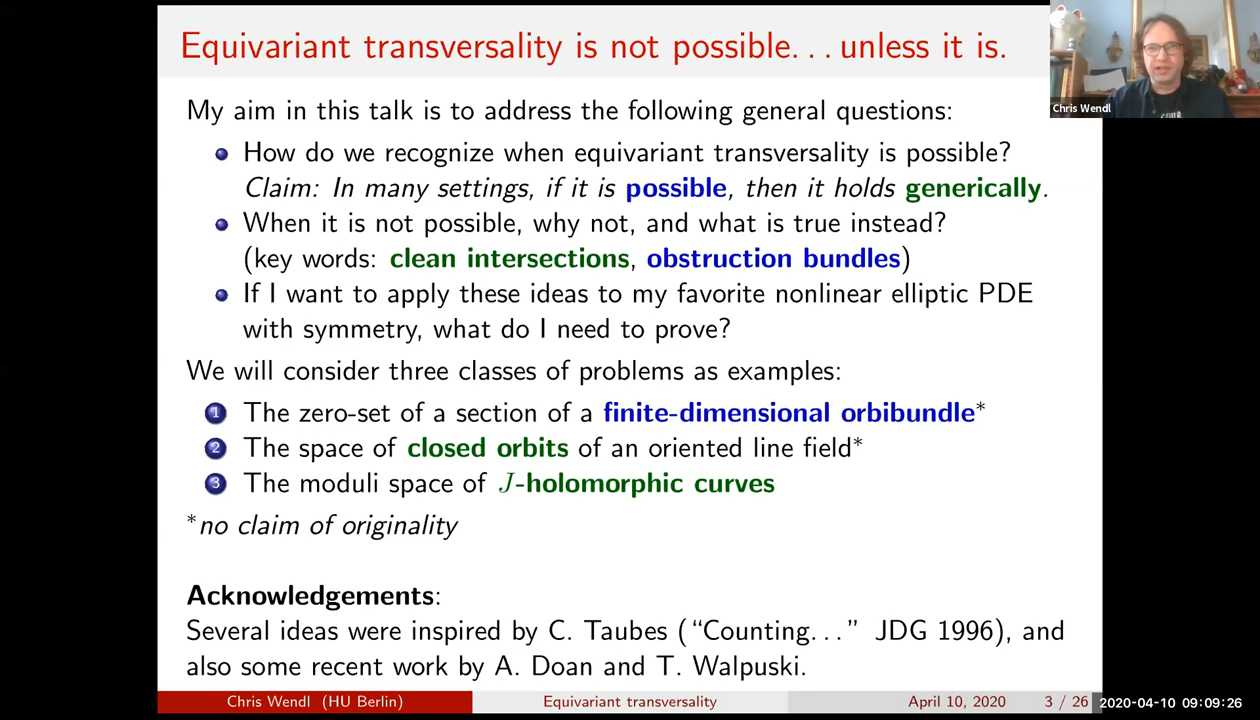 Equivariant transversality is not possible. . . unless it is.
Chris Wendl
My aim in this talk is to address the following general questions:
How do we recognize when equivariant transversality is possible?
Claim: In many settings, if it is possible, then it holds generically.
When it is not possible, why not, and what is true instead?
(key words: clean intersections, obstruction bundles)
If I want to apply these ideas to my favorite nonlinear elliptic PDE
with symmetry, what do I need to prove?
We will consider three classes of problems as examples:
1 The zero-set of a section of a finite-dimensional orbibundle*
2 The space of closed orbits of an oriented line field*
3 The moduli space of J-holomorphic curves
*no claim of originality
Acknowledgements:
Several ideas were inspired by C. Taubes (“Counting. . . ” JDG 1996), and
also some recent work by A. Doan and T. Walpuski.
Chris Wendl (HU Berlin) Equivariant transversality April 10, 2020 3 / 26 2020-04-10 09:09:26